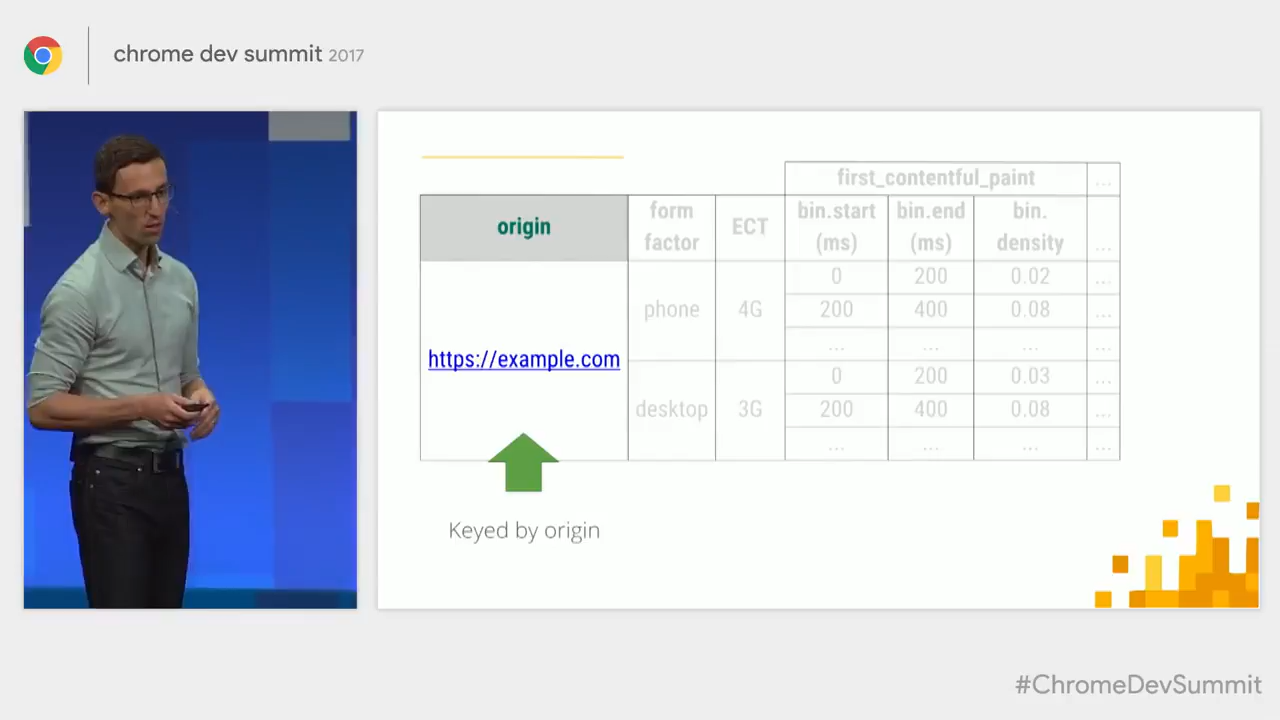 chrome dev summit 2017
first_contentful_paint ...
origin form factor ECT bin.start (ms) bin.end (ms) bin. density ...
https://example.com
phone 4G
0 200 0.02 ...
200 400 0.08 ...
... ... ... ...
desktop 3G
0 200 0.03 ...
200 400 0.08 ...
... ... ... ...
Keyed by origin
#ChromeDevSummit